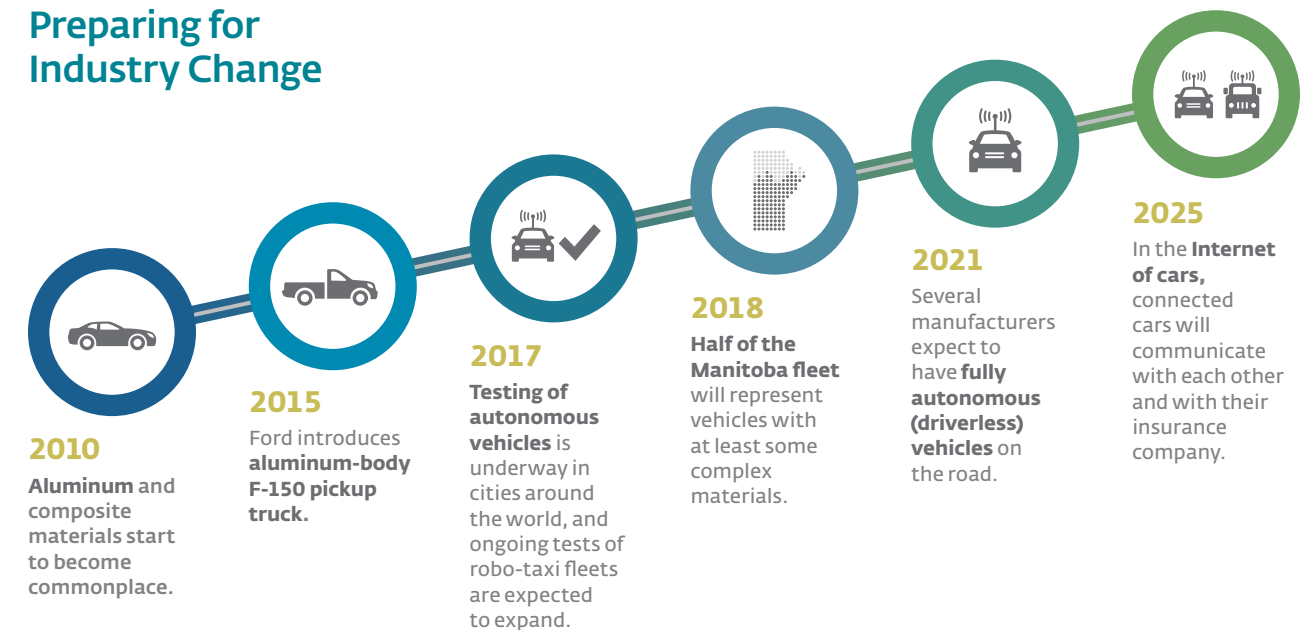 Preparing for
Industry Change
2010
Aluminum and
composite
materials start
to become
commonplace.
2015
Ford introduces
aluminum-body
F-150 pickup
truck.
2017
Testing of
autonomous
vehicles is
underway in
cities around
the world, and
ongoing tests of
robo-taxi fleets
are expected
to expand.
2018
Half of the
Manitoba fleet
will represent
vehicles with
at least some
complex
materials.
2021
Several
manufacturers
expect to
have fully
autonomous
(driverless)
vehicles on
the road.
2025
In the Internet
of cars,
connected
cars will
communicate
with each other
and with their
insurance
company.